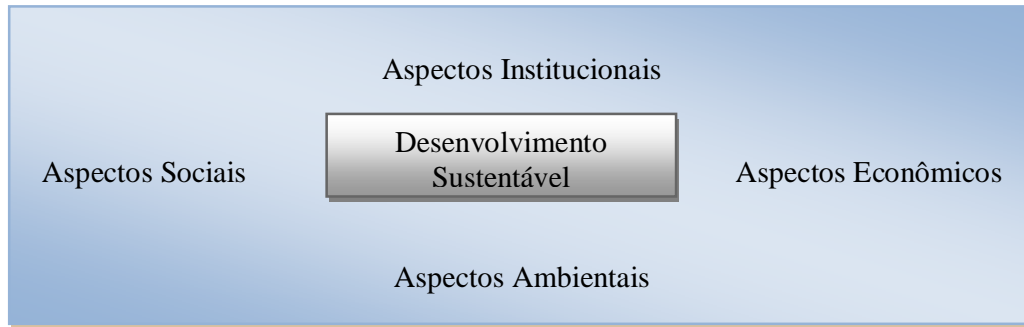 Aspectos Institucionais
Desenvolvimento
Sustentável
Aspectos Sociais
Aspectos Econômicos
Aspectos Ambientais